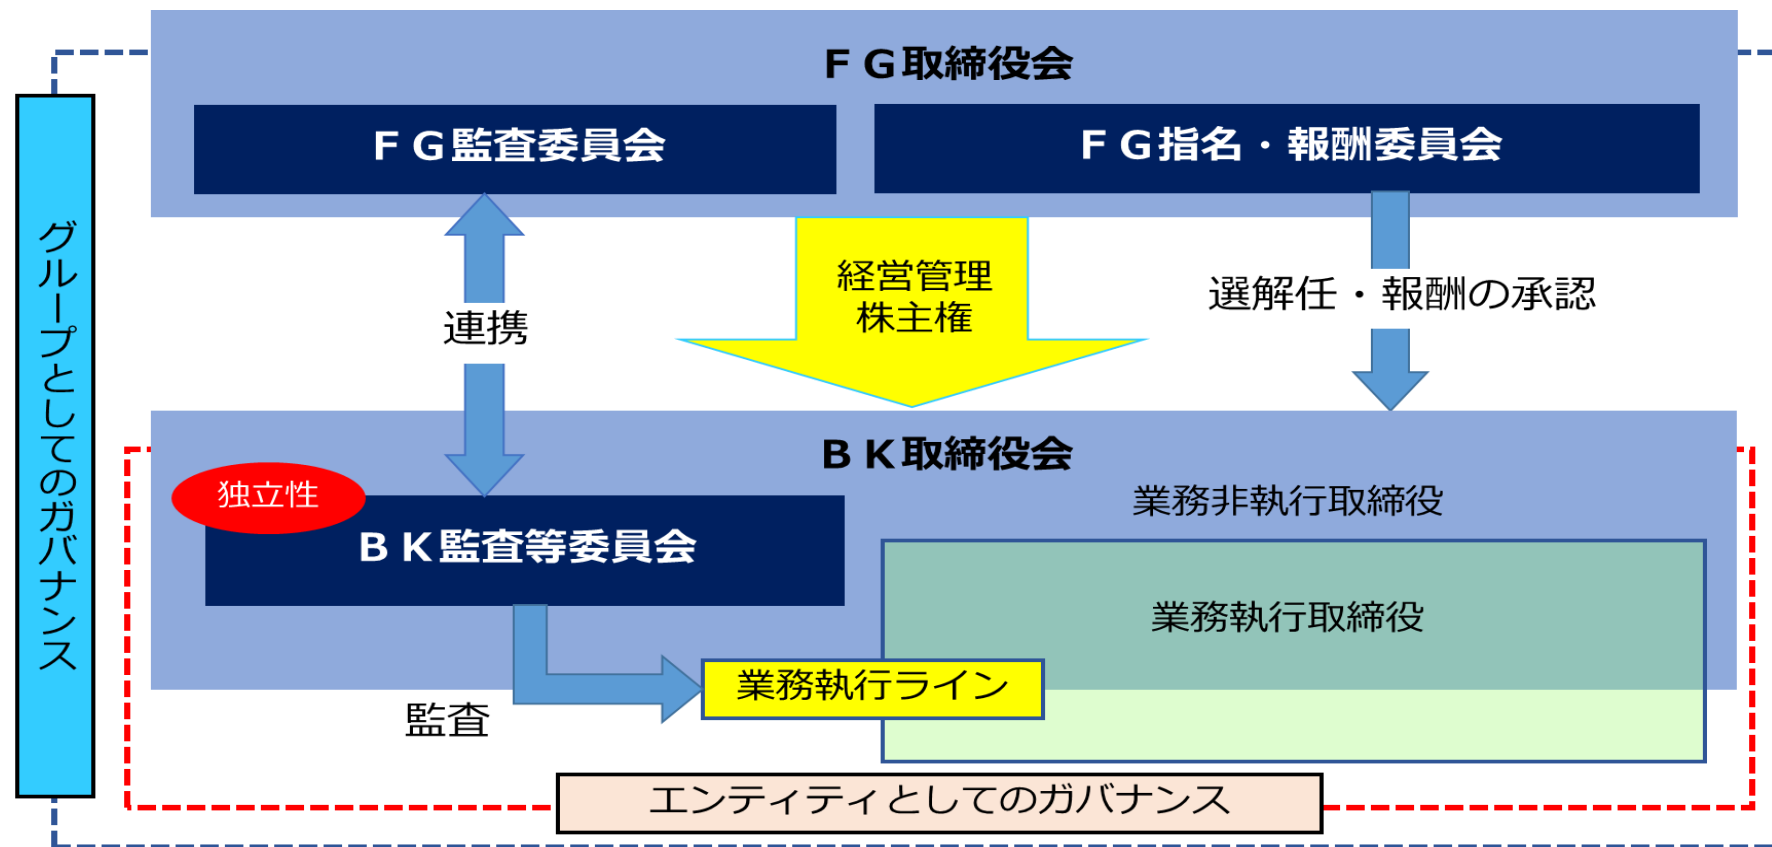 ＦＧ取締役会
ＦＧ監査委員会
ＦＧ指名・報酬委員会
グループとしてのガバナンス
経営管理
株主権
選解任・報酬の承認
連携
ＢＫ取締役会
独立性
業務非執行取締役
ＢＫ監査等委員会
業務執行取締役
業務執行ライン
監査
エンティティとしてのガバナンス